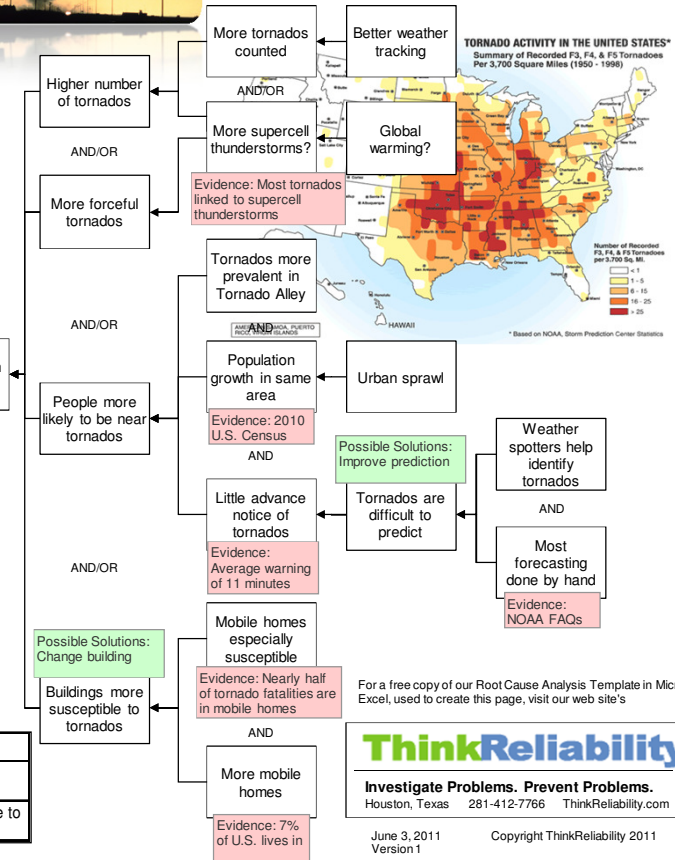 More tornados
counted
Better weather
tracking
TORNADO ACTIVITY IN THE UNITED STATES*
Summary of Recorded F3, F4, & F5 Tornadoes
Per 3,700 Square Miles (1950 - 1998)
Higher number
of tornados
AND/OR
More supercell
thunderstorms?
Global
warming?
AND/OR
Evidence: Most tornados
linked to supercell
thunderstorms
More forceful
tornados
Tornados more
prevalent in
Tornado Alley
Number of Recorded
F3, F4, & F5 Tornadoes
per 3,700 Sq. Mi.
< 1
1 - 5
6 - 15
16 - 25
> 25
AND/OR
AND
PUERTO
RICO, ISLANDS
HAWAII
* Based on NOAA, Storm Prediction Center Statistics
Population
growth in same
area
Urban sprawl
People more
likely to be near
tornados
Evidence: 2010
U.S. Census
AND
Possible Solutions:
Improve prediction
Weather
spotters help
identify
tornados
Little advance
notice of
tornados
Tornados are
difficult to
predict
AND
Evidence:
Average warning
of 11 minutes
Most
forecasting
done by hand
AND/OR
Evidence:
NOAA FAQs
Mobile homes
especially
susceptible
Possible Solutions:
Change building
Evidence: Nearly half
of tornado fatalities are
in mobile homes
Buildings more
susceptible to
tornados
AND
For a free copy of our Root Cause Analysis Template in Micr
Excel, used to create this page, visit our web site's
More mobile
homes
ThinkReliability
Investigate Problems. Prevent Problems.
Houston, Texas 281-412-7766 ThinkReliability.com
e to
Evidence: 7%
of U.S. lives in
June 3, 2011 Copyright ThinkReliability 2011
Version 1